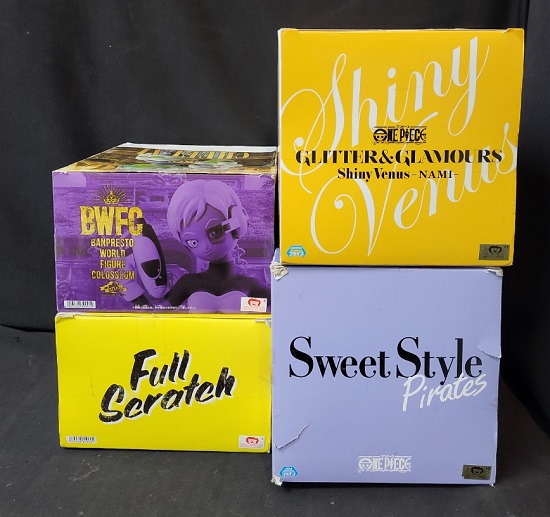 BWFC
BANPRESTO
WORLD
FIGURE
COLOSSEUM
Full
Scratch
Shiny
Venus
ONE PIECE
GLITTER&GLAMOURS
Shiny Venus -NAMI-
Sweet Style
Pirates
ONE PIECE